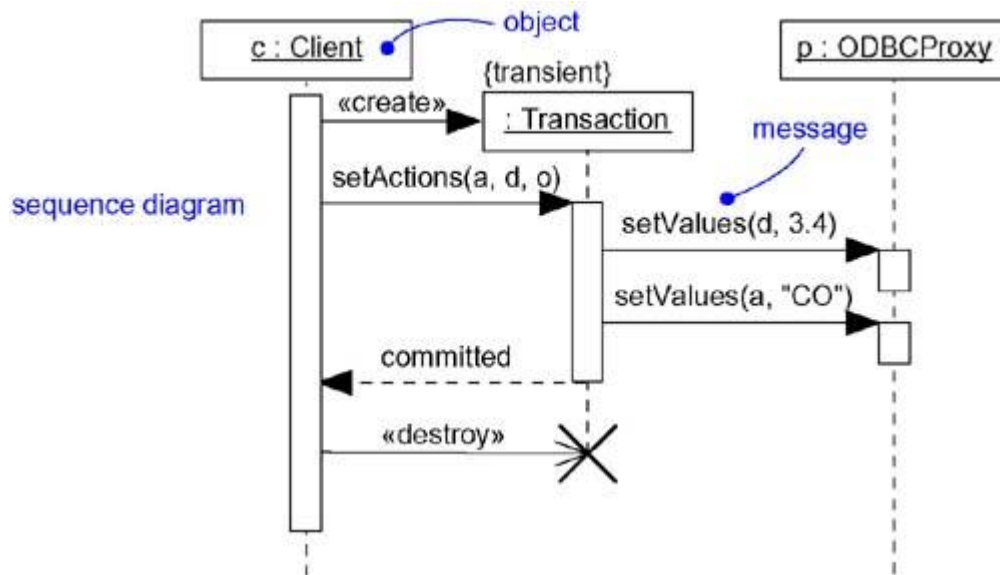 object
c : Client
p : ODBCProxy
{transient}
«create»
: Transaction
message
setActions(a, d, o)
sequence diagram
setValues(d, 3.4)
setValues(a, "CO")
committed
«destroy»